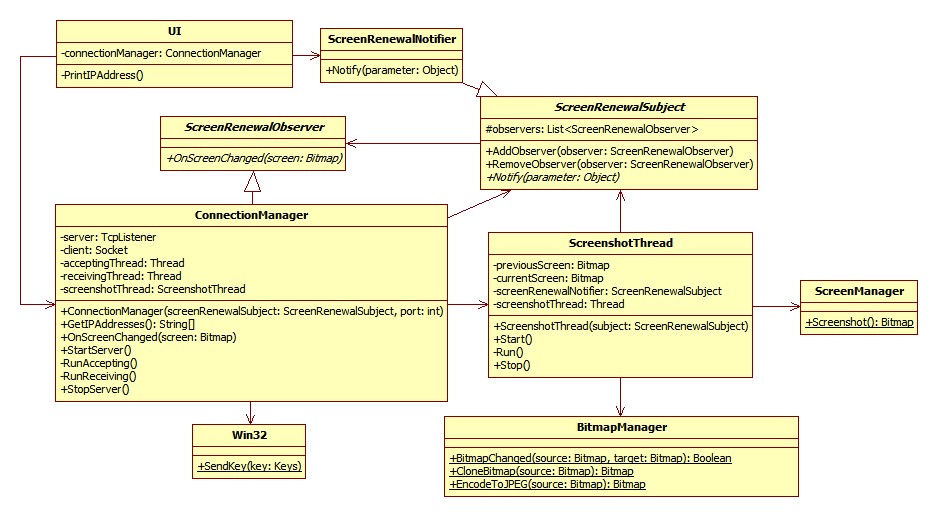 UI
-connectionManager: ConnectionManager
-PrintIPAddress()
ScreenRenewalNotifier
+Notify(parameter: Object)
ScreenRenewalSubject
#observers: List<ScreenRenewalObserver>
+AddObserver(observer: ScreenRenewalObserver)
+RemoveObserver(observer: ScreenRenewalObserver)
+Notify(parameter: Object)
ScreenRenewalObserver
+OnScreenChanged(screen: Bitmap)
ConnectionManager
-server: TcpListener
-client: Socket
-acceptingThread: Thread
-receivingThread: Thread
-screenshotThread: ScreenshotThread
+ConnectionManager(screenRenewalSubject: ScreenRenewalSubject, port: int)
+GetIPAddresses(): String[]
+OnScreenChanged(screen: Bitmap)
+StartServer()
-RunAccepting()
-RunReceiving()
+StopServer()
ScreenshotThread
-previousScreen: Bitmap
-currentScreen: Bitmap
-screenRenewalNotifier: ScreenRenewalSubject
-screenshotThread: Thread
+ScreenshotThread(subject: ScreenRenewalSubject)
+Start()
-Run()
+Stop()
ScreenManager
+Screenshot(): Bitmap
Win32
+SendKey(key: Keys)
BitmapManager
+BitmapChanged(source: Bitmap, target: Bitmap): Boolean
+CloneBitmap(source: Bitmap): Bitmap
+EncodeToJPEG(source: Bitmap): Bitmap